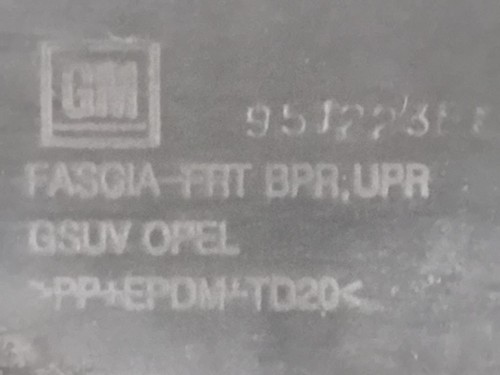 GM
FASCIA-FRT BPR,UPR
GSUV OPEL
>PP+EPDM+TD20<